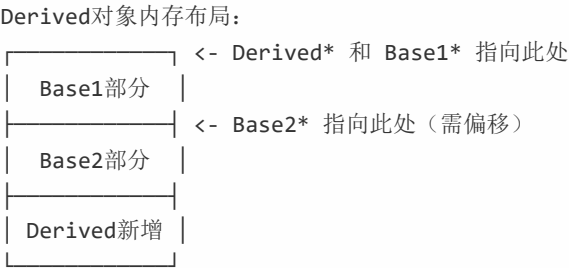 Derived对象内存布局:
<- Derived* 和 Base1* 指向此处
Base1部分
<- Base2* 指向此处（需偏移）
Base2部分
Derived新增